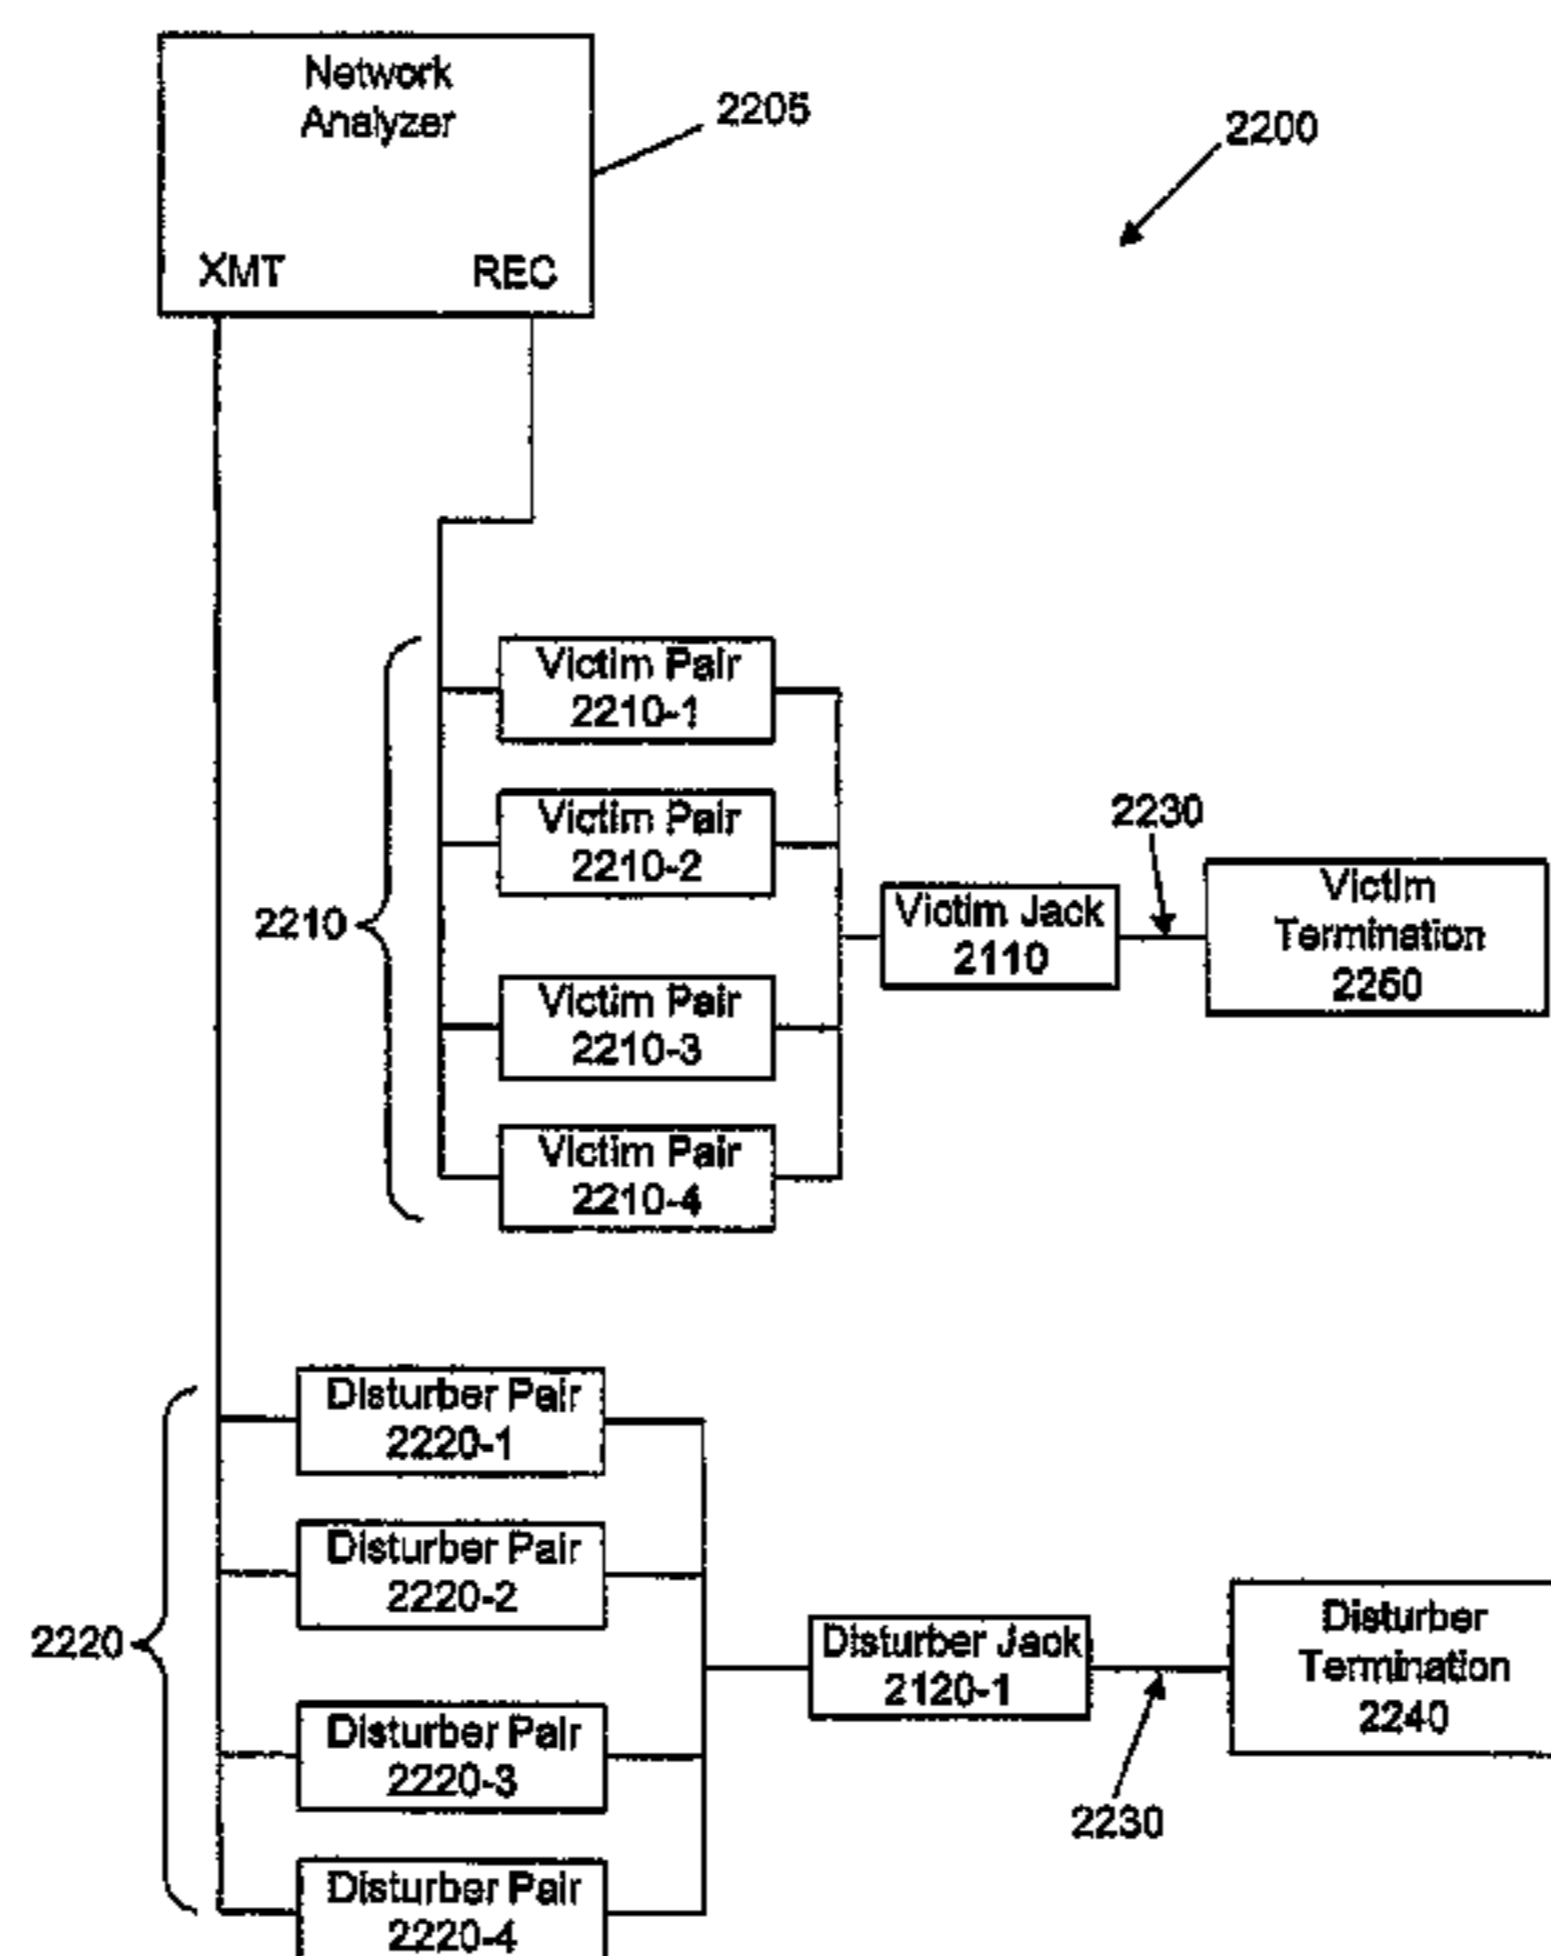 Network
Analyzer
2205
2200
XMT
REC
Victim Pair
2210-1
Victim Pair
2210-2
2230
Victim
Termination
2250
Victim Jack
2110
2210
Victim Pair
2210-3
Victim Pair
2210-4
Disturber Pair
2220-1
Disturber Pair
2220-2
2220
Disturber Jack
2120-1
Disturber
Termination
2240
Disturber Pair
2220-3
2230
Disturber Pair
2220-4